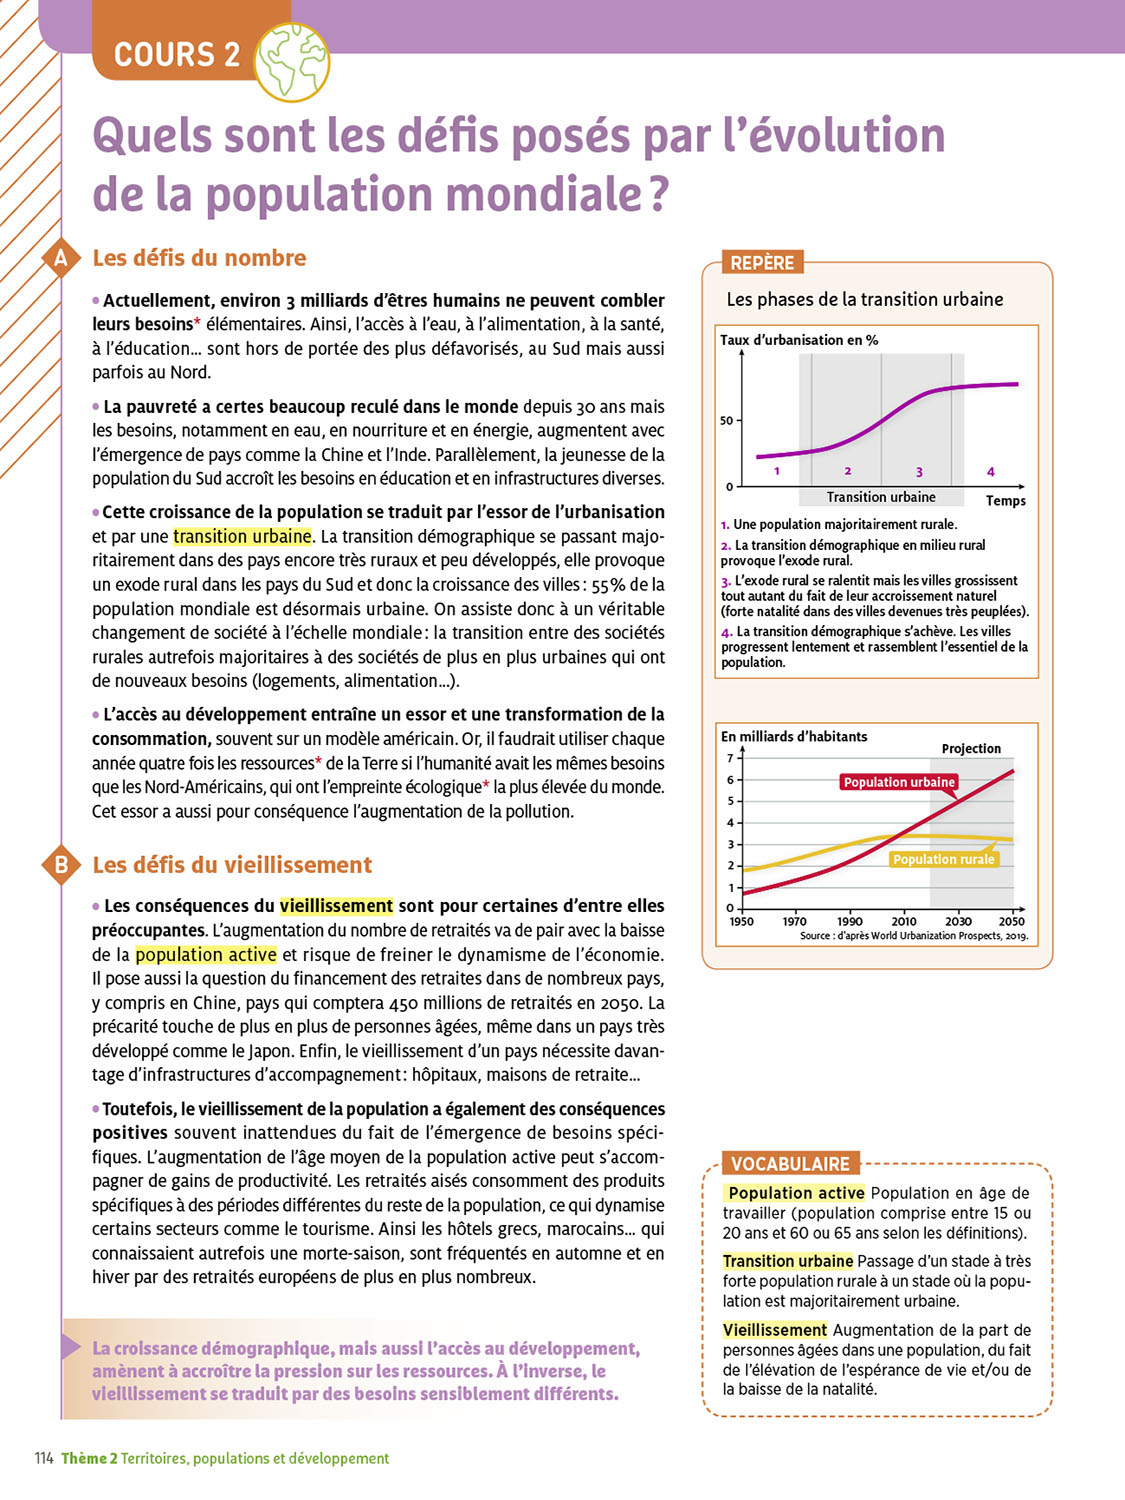 COURS 2
Quels sont les défis posés par l'évolution
de la population mondiale ?
A Les défis du nombre
• Actuellement, environ 3 milliards d'êtres humains ne peuvent combler
leurs besoins* élémentaires. Ainsi, l'accès à l'eau, à l'alimentation, à la santé,
à l'éducation... sont hors de portée des plus défavorisés, au Sud mais aussi
parfois au Nord.
• La pauvreté a certes beaucoup reculé dans le monde depuis 30 ans mais
les besoins, notamment en eau, en nourriture et en énergie, augmentent avec
l'émergence de pays comme la Chine et l'Inde. Parallèlement, la jeunesse de la
population du Sud accroît les besoins en éducation et en infrastructures diverses.
• Cette croissance de la population se traduit par l'essor de l'urbanisation
et par une transition urbaine. La transition démographique se passant majo-
ritairement dans des pays encore très ruraux et peu développés, elle provoque
un exode rural dans les pays du Sud et donc la croissance des villes : 55 % de la
population mondiale est désormais urbaine. On assiste donc à un véritable
changement de société à l'échelle mondiale : la transition entre des sociétés
rurales autrefois majoritaires à des sociétés de plus en plus urbaines qui ont
de nouveaux besoins (logements, alimentation...).
• L'accès au développement entraîne un essor et une transformation de la
consommation, souvent sur un modèle américain. Or, il faudrait utiliser chaque
année quatre fois les ressources* de la Terre si l'humanité avait les mêmes besoins
que les Nord-Américains, qui ont l'empreinte écologique* la plus élevée du monde.
Cet essor a aussi pour conséquence l'augmentation de la pollution.
B Les défis du vieillissement
• Les conséquences du vieillissement sont pour certaines d'entre elles
préoccupantes. L'augmentation du nombre de retraités va de pair avec la baisse
de la population active et risque de freiner le dynamisme de l'économie.
Il pose aussi la question du financement des retraites dans de nombreux pays,
y compris en Chine, pays qui comptera 450 millions de retraités en 2050. La
précarité touche de plus en plus de personnes âgées, même dans un pays très
développé comme le Japon. Enfin, le vieillissement d'un pays nécessite davan-
tage d'infrastructures d'accompagnement : hôpitaux, maisons de retraite...
• Toutefois, le vieillissement de la population a également des conséquences
positives souvent inattendues du fait de l'émergence de besoins spéci-
fiques. L'augmentation de l'âge moyen de la population active peut s'accom-
pagner de gains de productivité. Les retraités aisés consomment des produits
spécifiques à des périodes différentes du reste de la population, ce qui dynamise
certains secteurs comme le tourisme. Ainsi les hôtels grecs, marocains... qui
connaissaient autrefois une morte-saison, sont fréquentés en automne et en
hiver par des retraités européens de plus en plus nombreux.
La croissance démographique, mais aussi l'accès au développement,
amènent à accroître la pression sur les ressources. À l'inverse, le
vieillissement se traduit par des besoins sensiblement différents.
REPÈRE
Les phases de la transition urbaine
Taux d'urbanisation en %
50
1 2 3 4
0
Transition urbaine Temps
1. Une population majoritairement rurale.
2. La transition démographique en milieu rural
provoque l'exode rural.
3. L'exode rural se ralentit mais les villes grossissent
tout autant du fait de leur accroissement naturel
(forte natalité dans des villes devenues très peuplées).
4. La transition démographique s'achève. Les villes
progressent lentement et rassemblent l'essentiel de la
population.
En milliards d'habitants
Projection
7
6
Population urbaine
5
4
3
Population rurale
2
1
0
1950 1970 1990 2010 2030 2050
Source : d'après World Urbanization Prospects, 2019.
VOCABULAIRE
Population active Population en âge de
travailler (population comprise entre 15 ou
20 ans et 60 ou 65 ans selon les définitions).
Transition urbaine Passage d'un stade à très
forte population rurale à un stade où la popu-
lation est majoritairement urbaine.
Vieillissement Augmentation de la part de
personnes âgées dans une population, du fait
de l'élévation de l'espérance de vie et/ou de
la baisse de la natalité.
114 Thème 2 Territoires, populations et développement